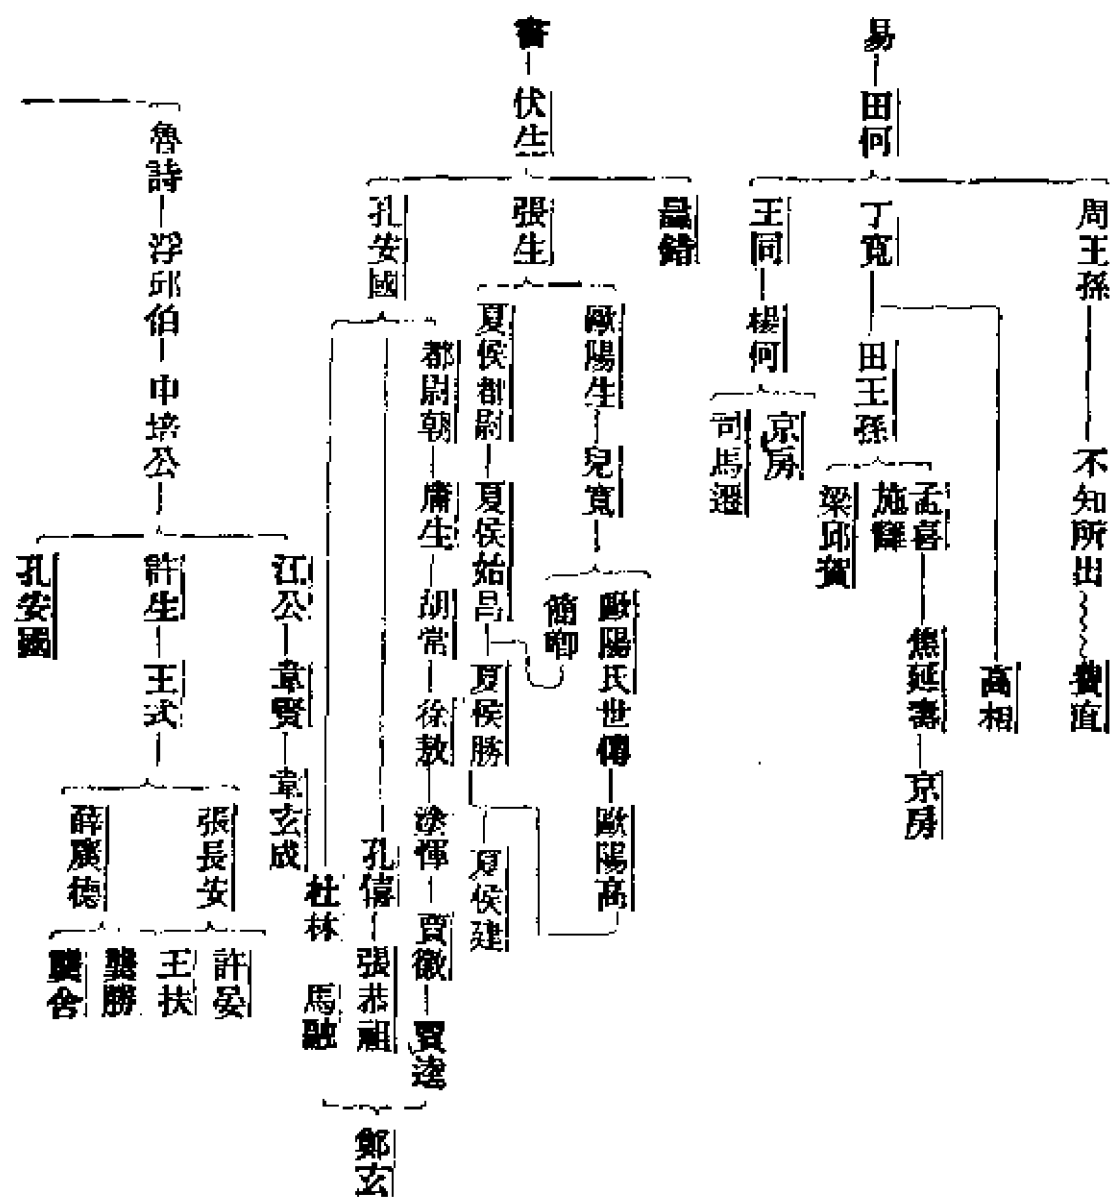 易
田何
周王孫
丁寬
王同
不知所出
費直
田王孫
高相
楊何
孟喜
施讎
梁邱賀
焦延壽
京房
京房
司馬遷
書
伏生
鼂錯
張生
孔安國
歐陽生
夏侯都尉
兒寬
夏侯始昌
歐陽氏世傳
簡卿
夏侯勝
歐陽高
夏侯建
都尉朝
庸生
胡常
徐敖
塗惲
賈徽
賈逵
孔僖
張恭祖
杜林
馬融
鄭玄
魯詩
浮邱伯
申培公
江公
許生
孔安國
韋賢
韋玄成
王式
張長安
薛廣德
許晏
王扶
龔勝
龔舍